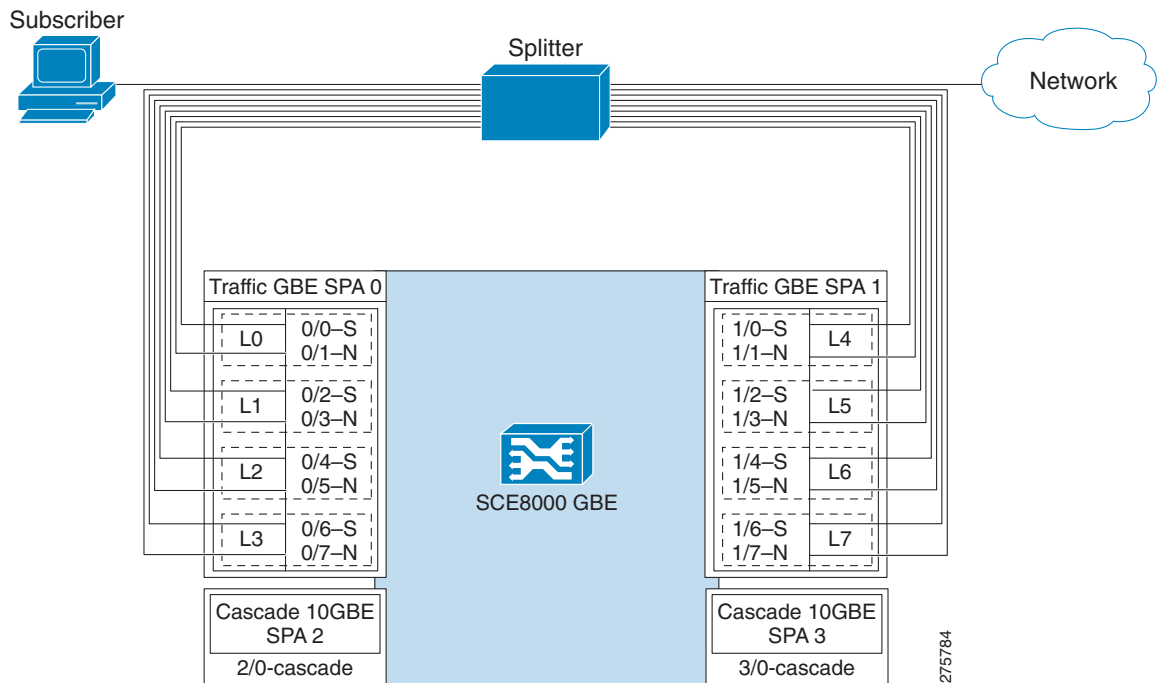 Subscriber
Splitter
Network
Traffic GBE SPA 0
L0
0/0–S
0/1–N
L1
0/2–S
0/3–N
L2
0/4–S
0/5–N
L3
0/6–S
0/7–N
Cascade 10GBE
SPA 2
2/0-cascade
SCE8000 GBE
Traffic GBE SPA 1
1/0–S
1/1–N
L4
1/2–S
1/3–N
L5
1/4–S
1/5–N
L6
1/6–S
1/7–N
L7
Cascade 10GBE
SPA 3
3/0-cascade
275784